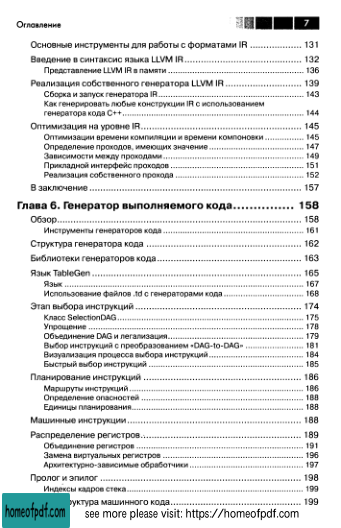 Оглавление 7
Основные инструменты для работы с форматами IR 131
Введение в синтаксис языка LLVM IR 132
Представление LLVM IR в памяти 136
Реализация собственного генератора LLVM IR 139
Сборка и запуск генератора IR 143
Как генерировать любые конструкции IR с использованием
генератора кода C++ 144
Оптимизация на уровне IR 145
Оптимизации времени компиляции и времени компоновки 145
Определение проходов, имеющих значение 147
Зависимости между проходами 149
Прикладной интерфейс проходов 151
Реализация собственного прохода 152
В заключение 157
Глава 6. Генератор выполняемого кода 158
Обзор 158
Инструменты генераторов кода 161
Структура генератора кода 162
Библиотеки генераторов кода 163
Язык TableGen 165
Язык 167
Использование файлов .td с генераторами кода 168
Этап выбора инструкций 174
Класс SelectionDAG 175
Упрощение 178
Объединение DAG и легализация 179
Выбор инструкций с преобразованием «DAG-to-DAG» 181
Визуализация процесса выбора инструкций 184
Быстрый выбор инструкций 185
Планирование инструкций 186
Маршруты инструкций 186
Определение опасностей 188
Единицы планирования 188
Машинные инструкции 188
Распределение регистров 189
Объединение регистров 191
Замена виртуальных регистров 196
Архитектурно-зависимые обработчики 197
Пролог и эпилог 198
Индексы кадров стека 199
руктура машинного кода 199
homeofpdf.com see more please visit: https://homeofpdf.com